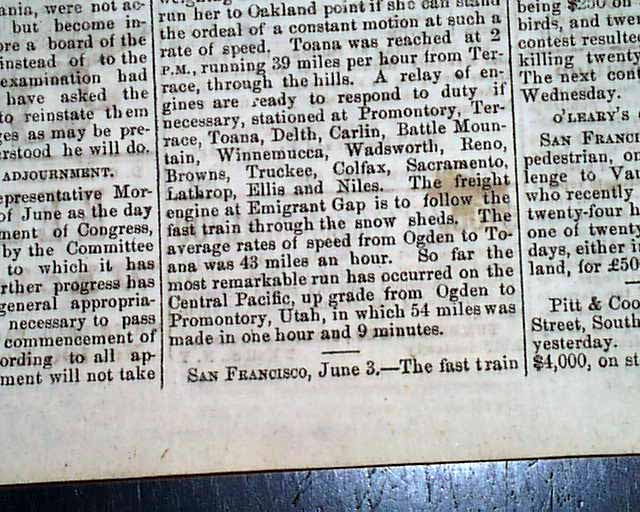 ania, were not ac-
but become in-
ore a board of the
instead of to the
examination had
have asked the
to reinstate them
ges as may be pre-
rstood he will do.
ADJOURNMENT.
epresentative Mor-
of June as the day
ment of Congress,
by the Committee
to which it has
rther progress has
general appropria-
necessary to pass
commencement of
ording to all ap-
ment will not take
run her to Oakland point if she can stand
the ordeal of a constant motion at such a
rate of speed. Toana was reached at 2
P.M., running 39 miles per hour from Ter-
race, through the hills. A relay of en-
gines are ready to respond to duty if
necessary, stationed at Promontory, Ter-
race, Toana, Delth, Carlin, Battle Moun-
tain, Winnemucca, Wadsworth, Reno,
Browns, Truckee, Colfax, Sacramento,
Lathrop, Ellis and Niles. The freight
engine at Emigrant Gap is to follow the
fast train through the snow sheds. The
average rates of speed from Ogden to To-
ana was 43 miles an hour. So far the
most remarkable run has occurred on the
Central Pacific, up grade from Ogden to
Promontory, Utah, in which 54 miles was
made in one hour and 9 minutes.
SAN FRANCISCO, June 3.—The fast train
being $250 on
birds, and twe
contest resulted
killing twenty
The next con
Wednesday.
O'LEARY'S
SAN FRANCI
pedestrian, on
lenge to Vau
who recently
twenty-four h
one of twenty
days, either i
land, for £50
Pitt & Coo
Street, South
yesterday.
$4,000, on st